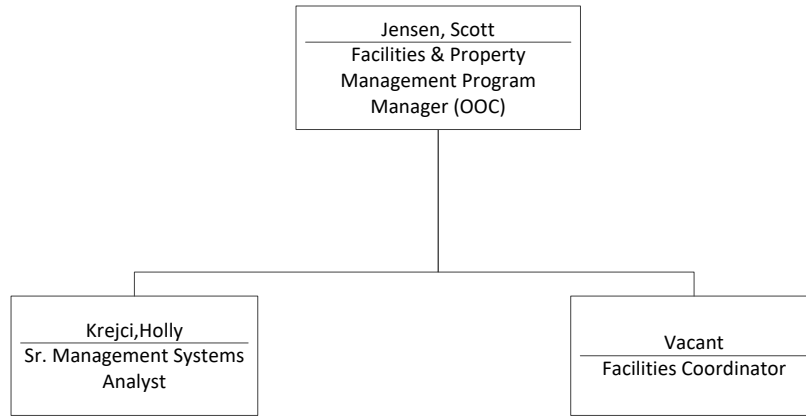 Jensen, Scott
Facilities & Property
Management Program
Manager (OOC)
Krejci,Holly
Sr. Management Systems
Analyst
Vacant
Facilities Coordinator